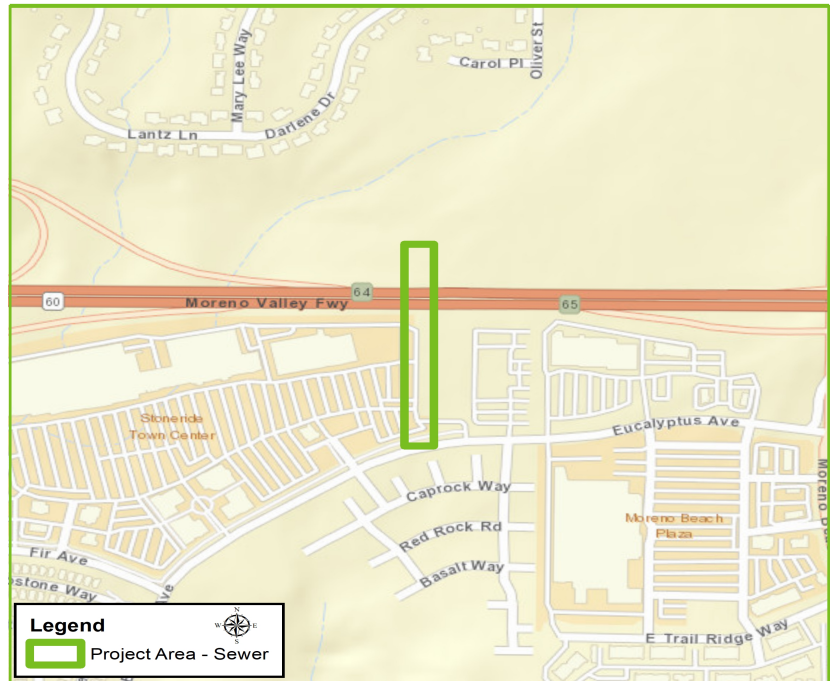 Mary Lee Way
Carol Pl
Oliver St
Lantz Ln
Darlene Dr
64
60
Moreno Valley Fwy
65
Stoneride
Town Center
Eucalyptus Ave
Caprock Way
Red Rock Rd
Moreno Beach
Plaza
Basalt Way
Fir Ave
Ave
Legend
N
W
E
S
Project Area - Sewer
E Trail Ridge Way